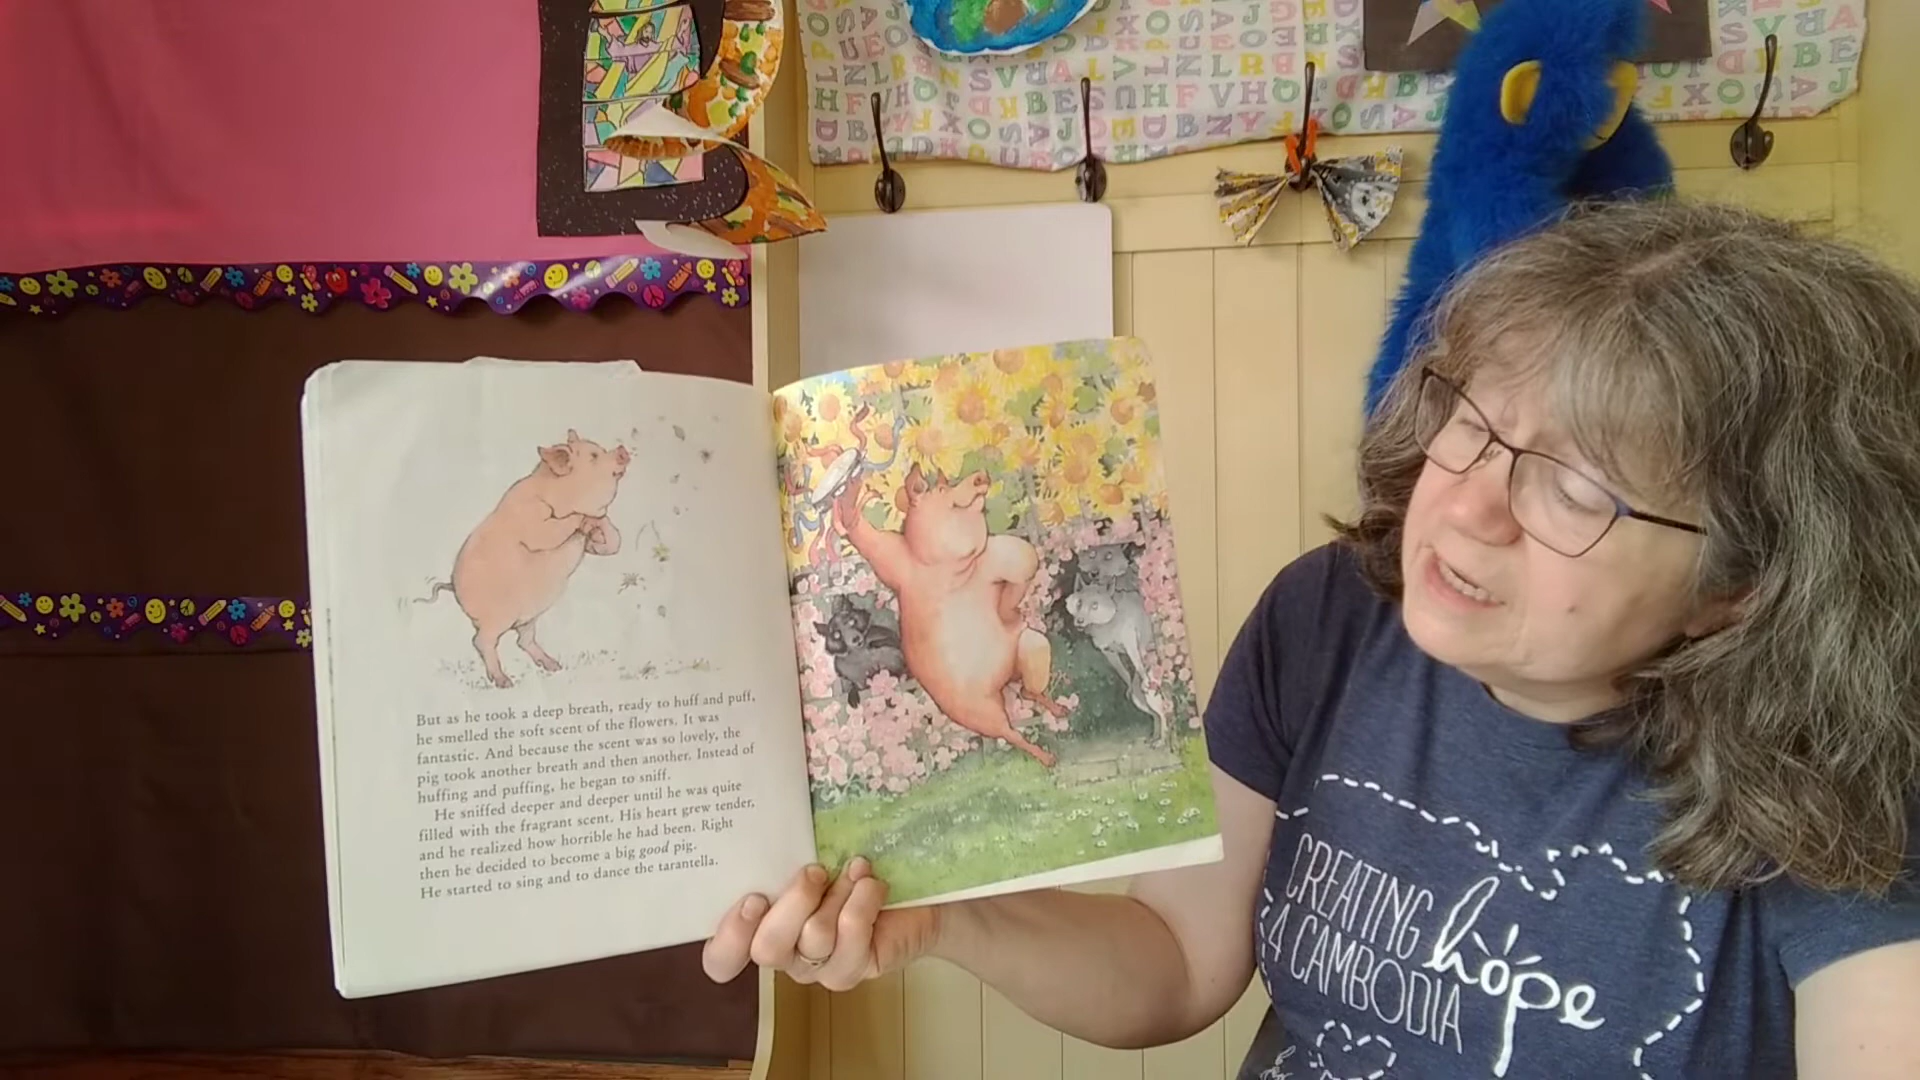 But as he took a deep breath, ready to huff and puff,
he smelled the soft scent of the flowers. It was
fantastic. And because the scent was so lovely, the
pig took another breath and then another. Instead of
huffing and puffing, he began to sniff.
He sniffed deeper and deeper until he was quite
filled with the fragrant scent. His heart grew tender,
and he realized how horrible he had been. Right
then he decided to become a big good pig.
He started to sing and to dance the tarantella.
CREATING
hope
4 CAMBODIA